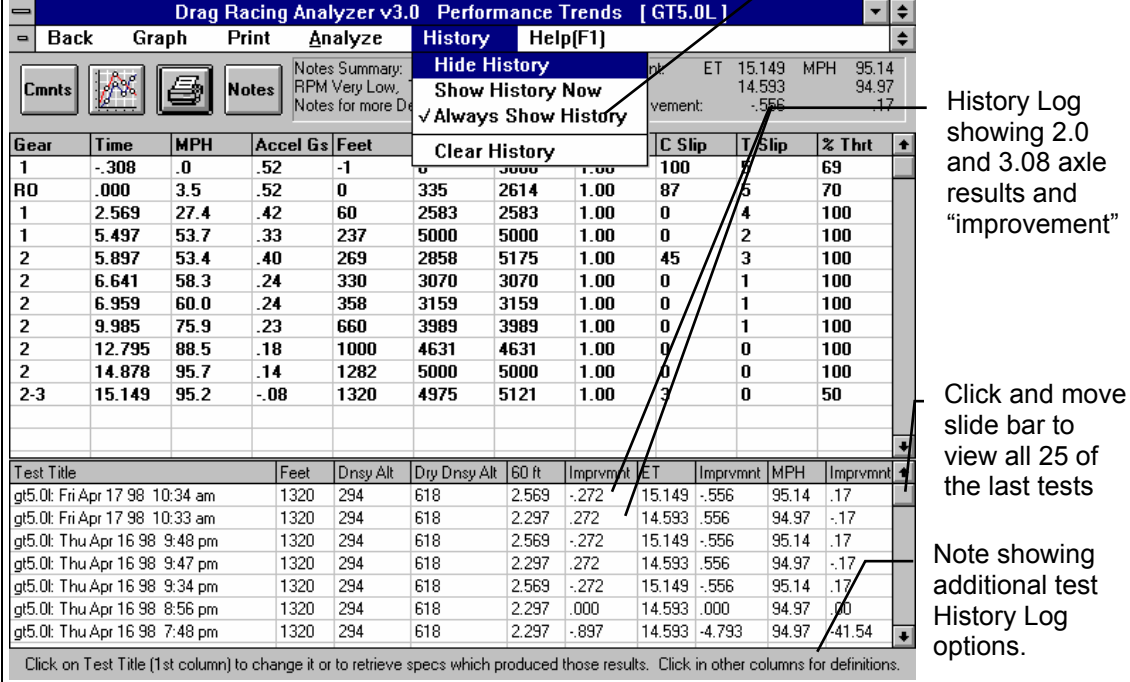 Drag Racing Analyzer v3.0 Performance Trends [ GT5.0L ]
Back Graph Print Analyze History Help(F1)
Hide History
Show History Now
√Always Show History
Clear History
Cmnts Notes
Notes Summary:
RPM Very Low,
Notes for more De
ET 15.149 MPH 95.14
14.593 94.97
vement: -.556 .17
Gear Time MPH Accel Gs Feet C Slip T Slip % Thrt
1 -.308 .0 .52 -1 0 3000 1.00 100 5 69
RO .000 3.5 .52 0 335 2614 1.00 87 5 70
1 2.569 27.4 .42 60 2583 2583 1.00 0 4 100
1 5.497 53.7 .33 237 5000 5000 1.00 0 2 100
2 5.897 53.4 .40 269 2858 5175 1.00 45 3 100
2 6.641 58.3 .24 330 3070 3070 1.00 0 1 100
2 6.959 60.0 .24 358 3159 3159 1.00 0 1 100
2 9.985 75.9 .23 660 3989 3989 1.00 0 1 100
2 12.795 88.5 .18 1000 4631 4631 1.00 0 0 100
2 14.878 95.7 .14 1282 5000 5000 1.00 0 0 100
2-3 15.149 95.2 -.08 1320 4975 5121 1.00 3 0 50
Test Title Feet Dnsy Alt Dry Dnsy Alt 60 ft Imprvmnt ET Imprvmnt MPH Imprvmnt
gt5.0l: Fri Apr 17 98 10:34 am 1320 294 618 2.569 -.272 15.149 -.556 95.14 .17
gt5.0l: Fri Apr 17 98 10:33 am 1320 294 618 2.297 .272 14.593 .556 94.97 -.17
gt5.0l: Thu Apr 16 98 9:48 pm 1320 294 618 2.569 -.272 15.149 -.556 95.14 .17
gt5.0l: Thu Apr 16 98 9:47 pm 1320 294 618 2.297 .272 14.593 .556 94.97 -.17
gt5.0l: Thu Apr 16 98 9:34 pm 1320 294 618 2.569 -.272 15.149 -.556 95.14 .17
gt5.0l: Thu Apr 16 98 8:56 pm 1320 294 618 2.297 .000 14.593 .000 94.97 .00
gt5.0l: Thu Apr 16 98 7:48 pm 1320 294 618 2.297 -.897 14.593 -4.793 94.97 -41.54
Click on Test Title (1st column) to change it or to retrieve specs which produced those results. Click in other columns for definitions.
History Log
showing 2.0
and 3.08 axle
results and
“improvement”
Click and move
slide bar to
view all 25 of
the last tests
Note showing
additional test
History Log
options.